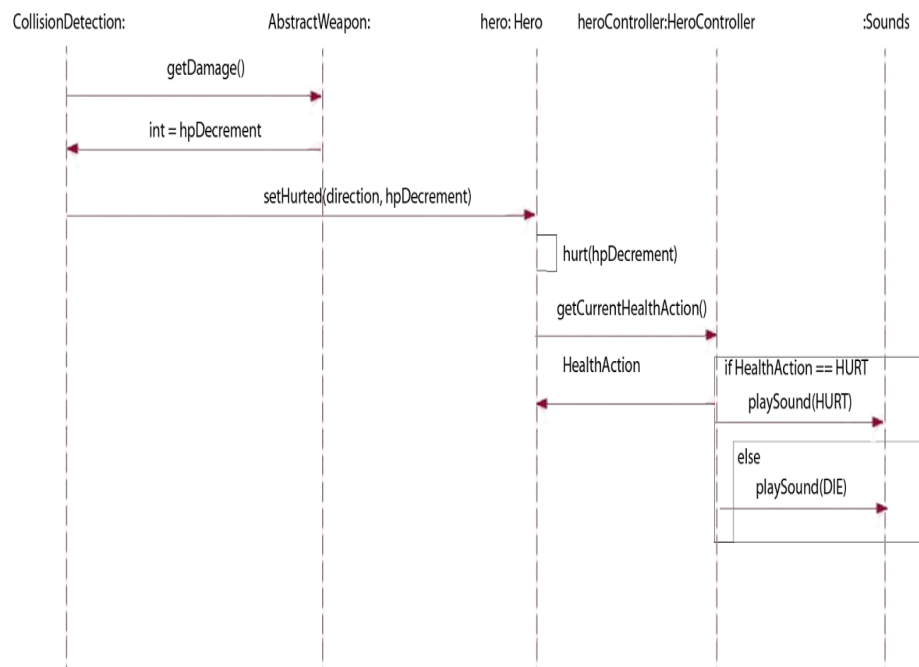 CollisionDetection:
AbstractWeapon:
hero: Hero
heroController:HeroController
:Sounds
getDamage()
int = hpDecrement
setHurted(direction, hpDecrement)
hurt(hpDecrement)
getCurrentHealthAction()
HealthAction
if HealthAction == HURT
playSound(HURT)
else
playSound(DIE)